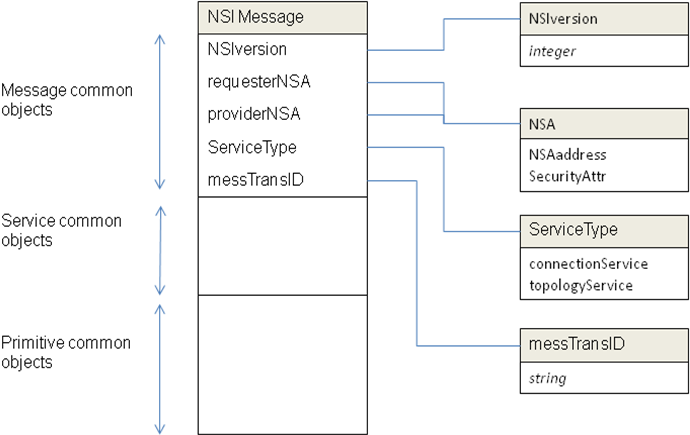 NSI Message
NSIversion
requesterNSA
providerNSA
ServiceType
messTransID
Message common
objects
Service common
objects
Primitive common
objects
NSIversion
integer
NSA
NSAaddress
SecurityAttr
ServiceType
connectionService
topologyService
messTransID
string